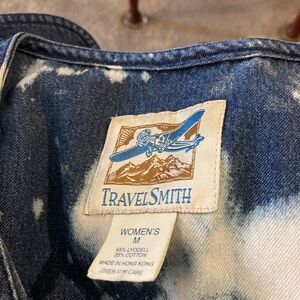 TRAVELSMITH
WOMEN'S
M
65% LYOCELL
35% COTTON
MADE IN HONG KONG
OVER FOR CARE